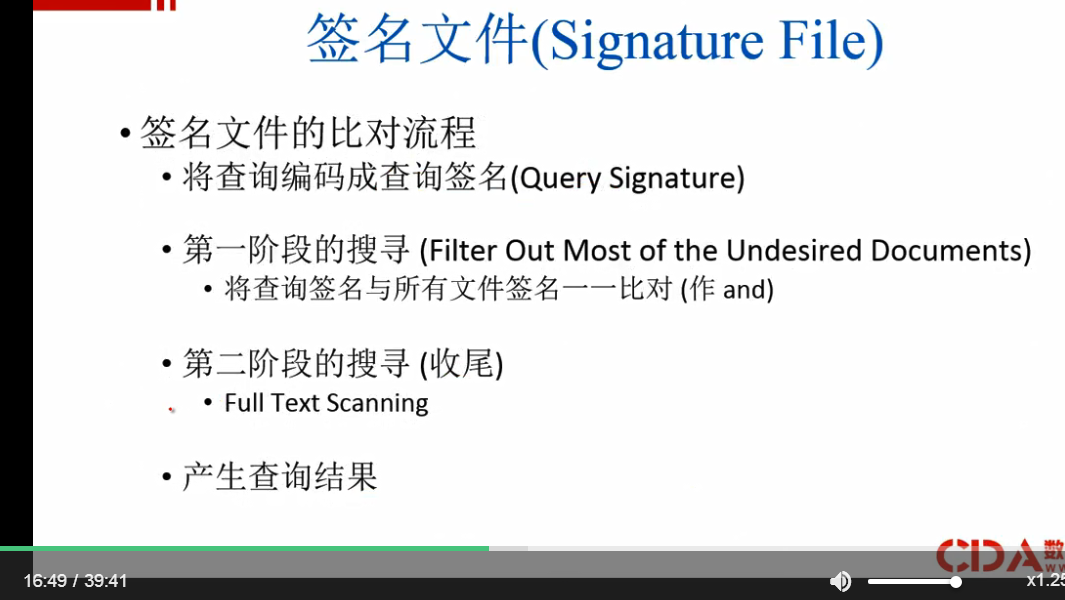 签名文件(Signature File)
• 签名文件的比对流程
• 将查询编码成查询签名(Query Signature)
• 第一阶段的搜寻 (Filter Out Most of the Undesired Documents)
• 将查询签名与所有文件签名一一比对 (作 and)
• 第二阶段的搜寻 (收尾)
• Full Text Scanning
• 产生查询结果
CDA 数
16:49 / 39:41
x1.25